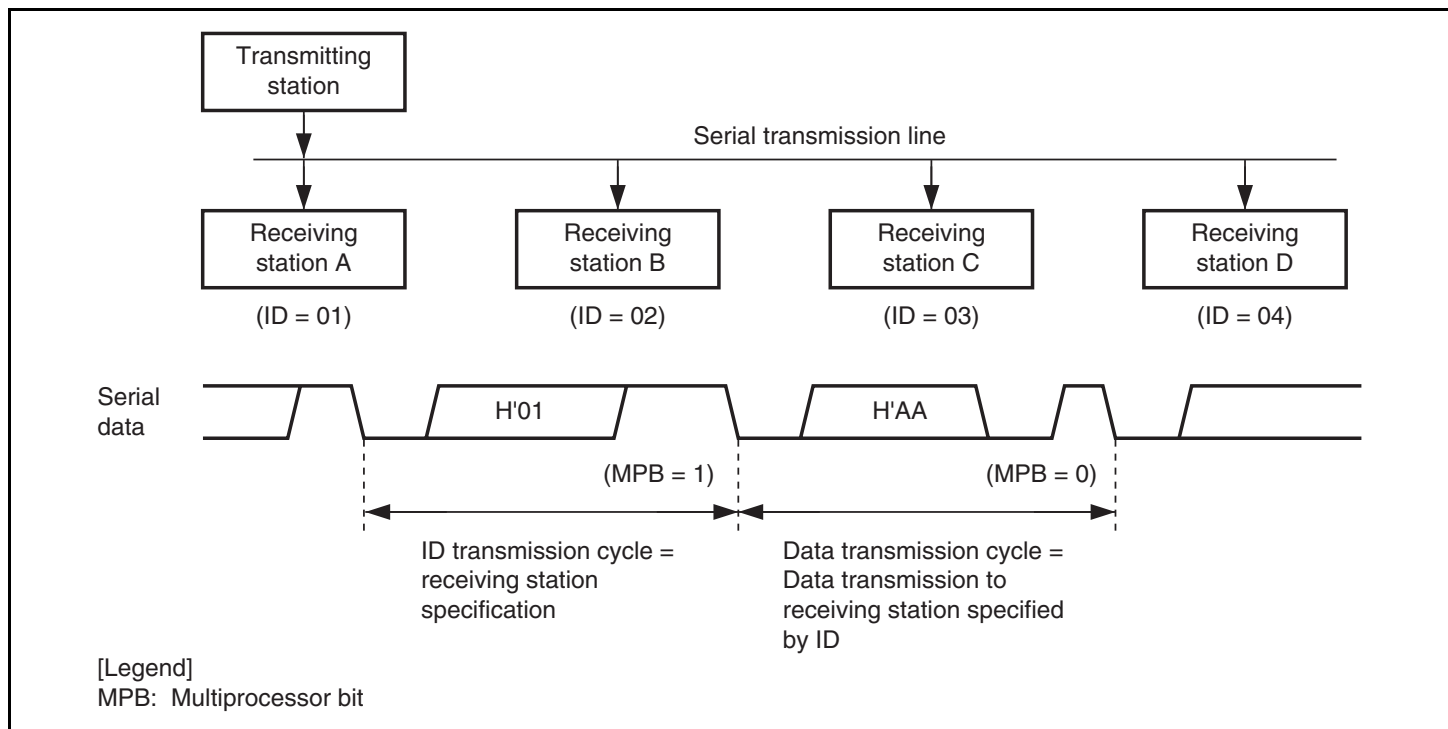 Transmitting
station
Serial transmission line
Receiving
station A
Receiving
station B
Receiving
station C
Receiving
station D
(ID = 01)
(ID = 02)
(ID = 03)
(ID = 04)
Serial
data
H'01
H'AA
(MPB = 1)
(MPB = 0)
ID transmission cycle =
receiving station
specification
Data transmission cycle =
Data transmission to
receiving station specified
by ID
[Legend]
MPB: Multiprocessor bit